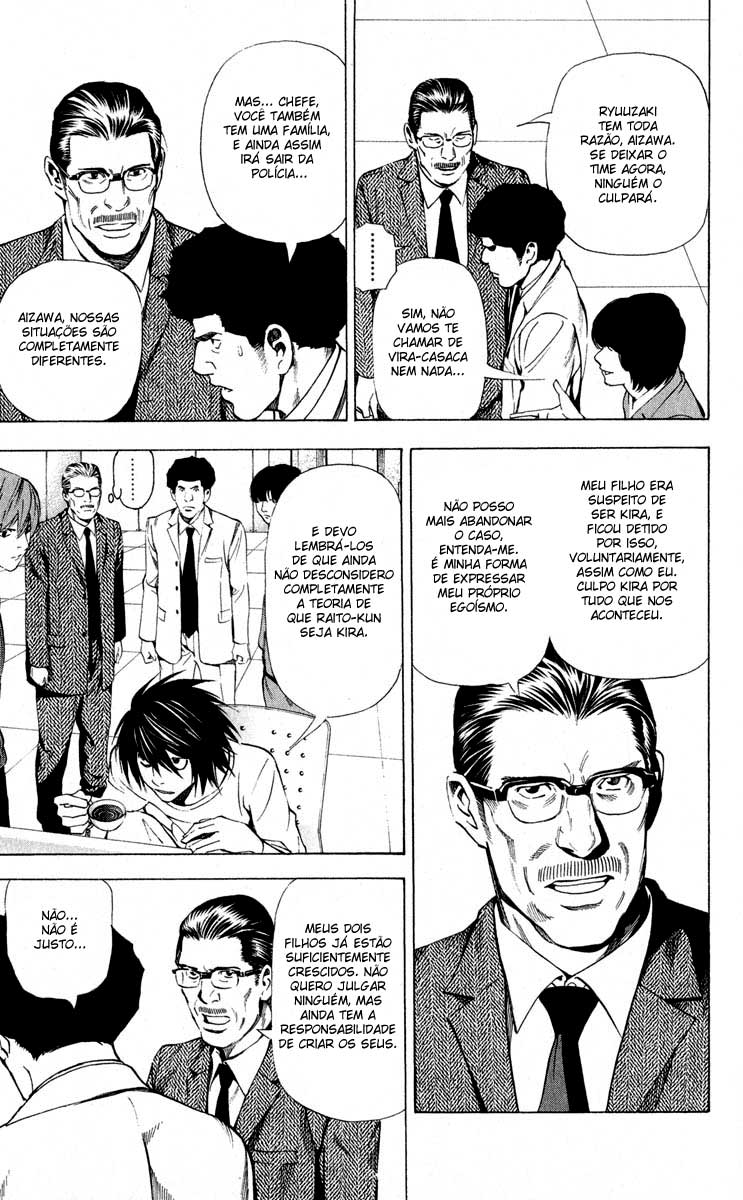 RYUUZAKI
TEM TODA
RAZÃO, AIZAWA.
SE DEIXAR O
TIME AGORA,
NINGUÉM O
CULPARÁ.
........
SIM, NÃO
VAMOS TE
CHAMAR DE
VIRA-CASACA
NEM NADA...
MAS... CHEFE,
VOCÊ TAMBÉM
TEM UMA FAMÍLIA,
E AINDA ASSIM
IRÁ SAIR DA
POLÍCIA...
AIZAWA, NOSSAS
SITUAÇÕES SÃO
COMPLETAMENTE
DIFERENTES.
MEU FILHO ERA
SUSPEITO DE
SER KIRA, E
FICOU DETIDO
POR ISSO,
VOLUNTARIAMENTE,
ASSIM COMO EU.
CULPO KIRA POR
TUDO QUE NOS
ACONTECEU.
NÃO POSSO
MAIS ABANDONAR
O CASO,
ENTENDA-ME.
É MINHA FORMA
DE EXPRESSAR
MEU PRÓPRIO
EGOÍSMO.
......
E DEVO
LEMBRÁ-LOS
DE QUE AINDA
NÃO DESCONSIDERO
COMPLETAMENTE
A TEORIA DE
QUE RAITO-KUN
SEJA KIRA.
MEUS DOIS
FILHOS JÁ ESTÃO
SUFICIENTEMENTE
CRESCIDOS. NÃO
QUERO JULGAR
NINGUÉM, MAS
AINDA TEM A
RESPONSABILIDADE
DE CRIAR OS SEUS.
NÃO...
NÃO É
JUSTO...